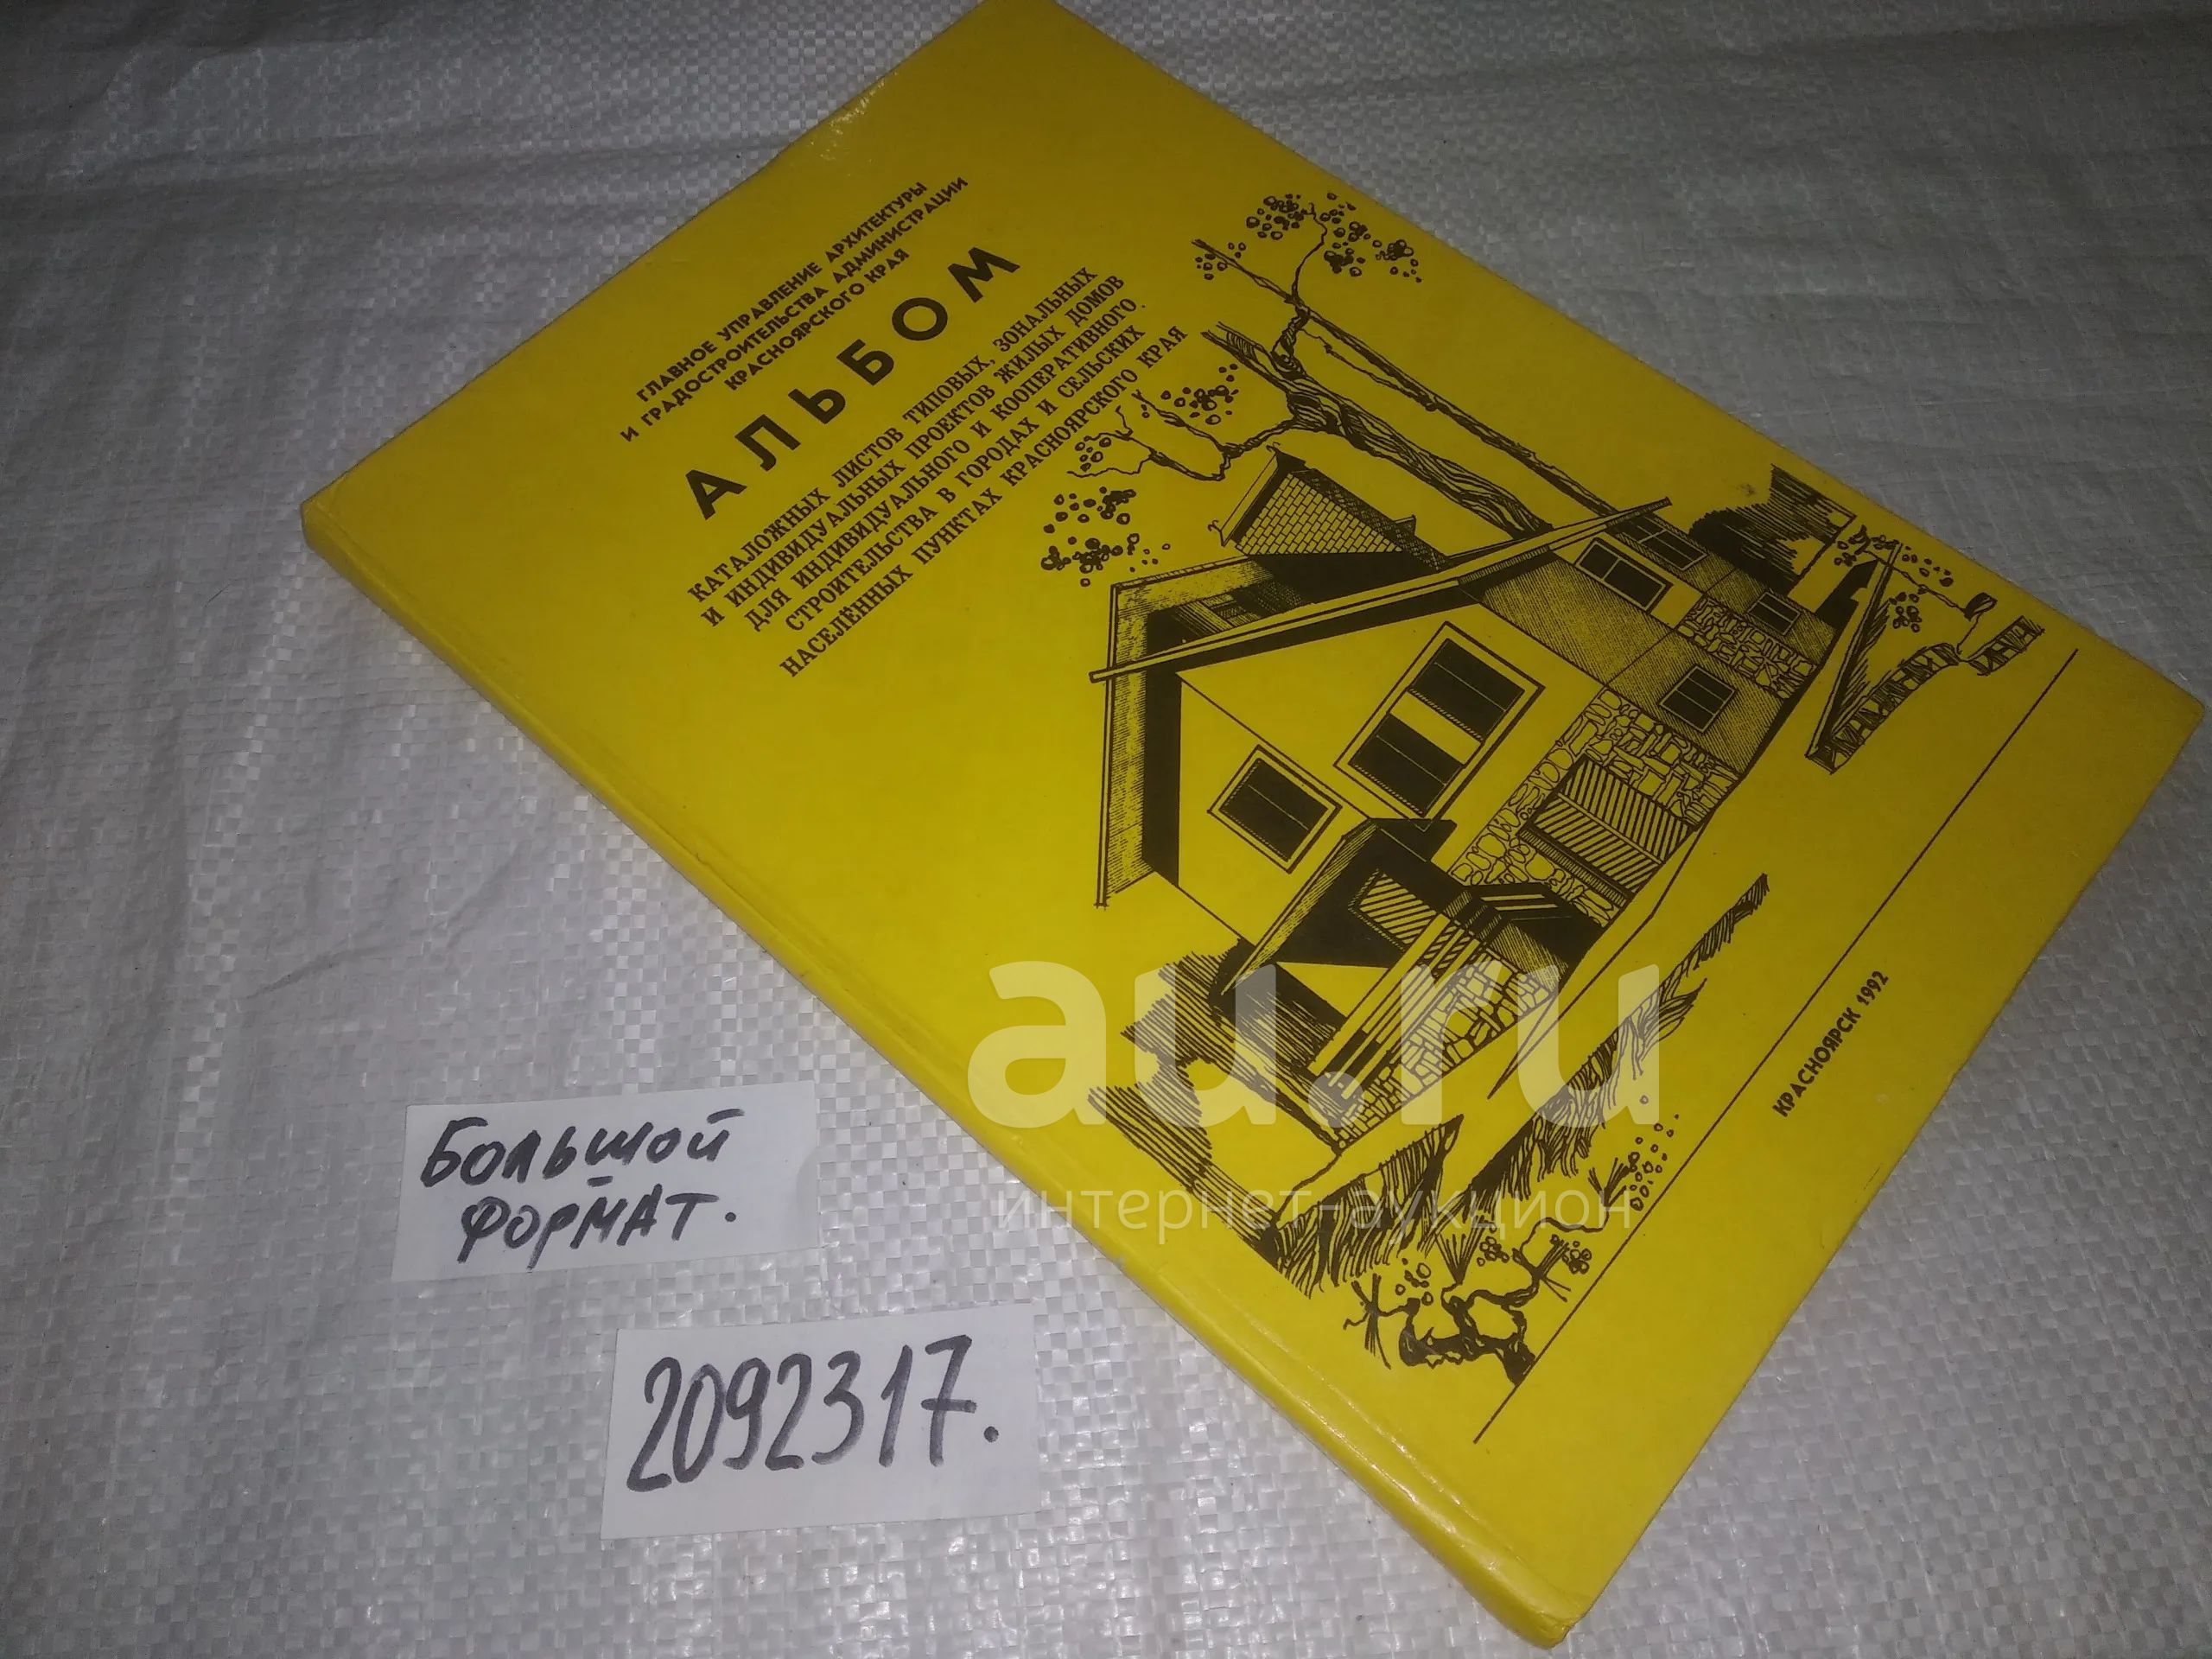 ГЛАВНОЕ УПРАВЛЕНИЕ АРХИТЕКТУРЫ
И ГРАДОСТРОИТЕЛЬСТВА АДМИНИСТРАЦИИ
КРАСНОЯРСКОГО КРАЯ
АЛЬБОМ
КАТАЛОЖНЫХ ЛИСТОВ ТИПОВЫХ, ЗОНАЛЬНЫХ
И ИНДИВИДУАЛЬНЫХ ПРОЕКТОВ ЖИЛЫХ ДОМОВ
ДЛЯ ИНДИВИДУАЛЬНОГО И КООПЕРАТИВНОГО
СТРОИТЕЛЬСТВА В ГОРОДАХ И СЕЛЬСКИХ
НАСЕЛЁННЫХ ПУНКТАХ КРАСНОЯРСКОГО КРАЯ
КРАСНОЯРСК 1992
au.ru
интернет-аукцион
БОЛЬШОЙ
ФОРМАТ.
2092317.